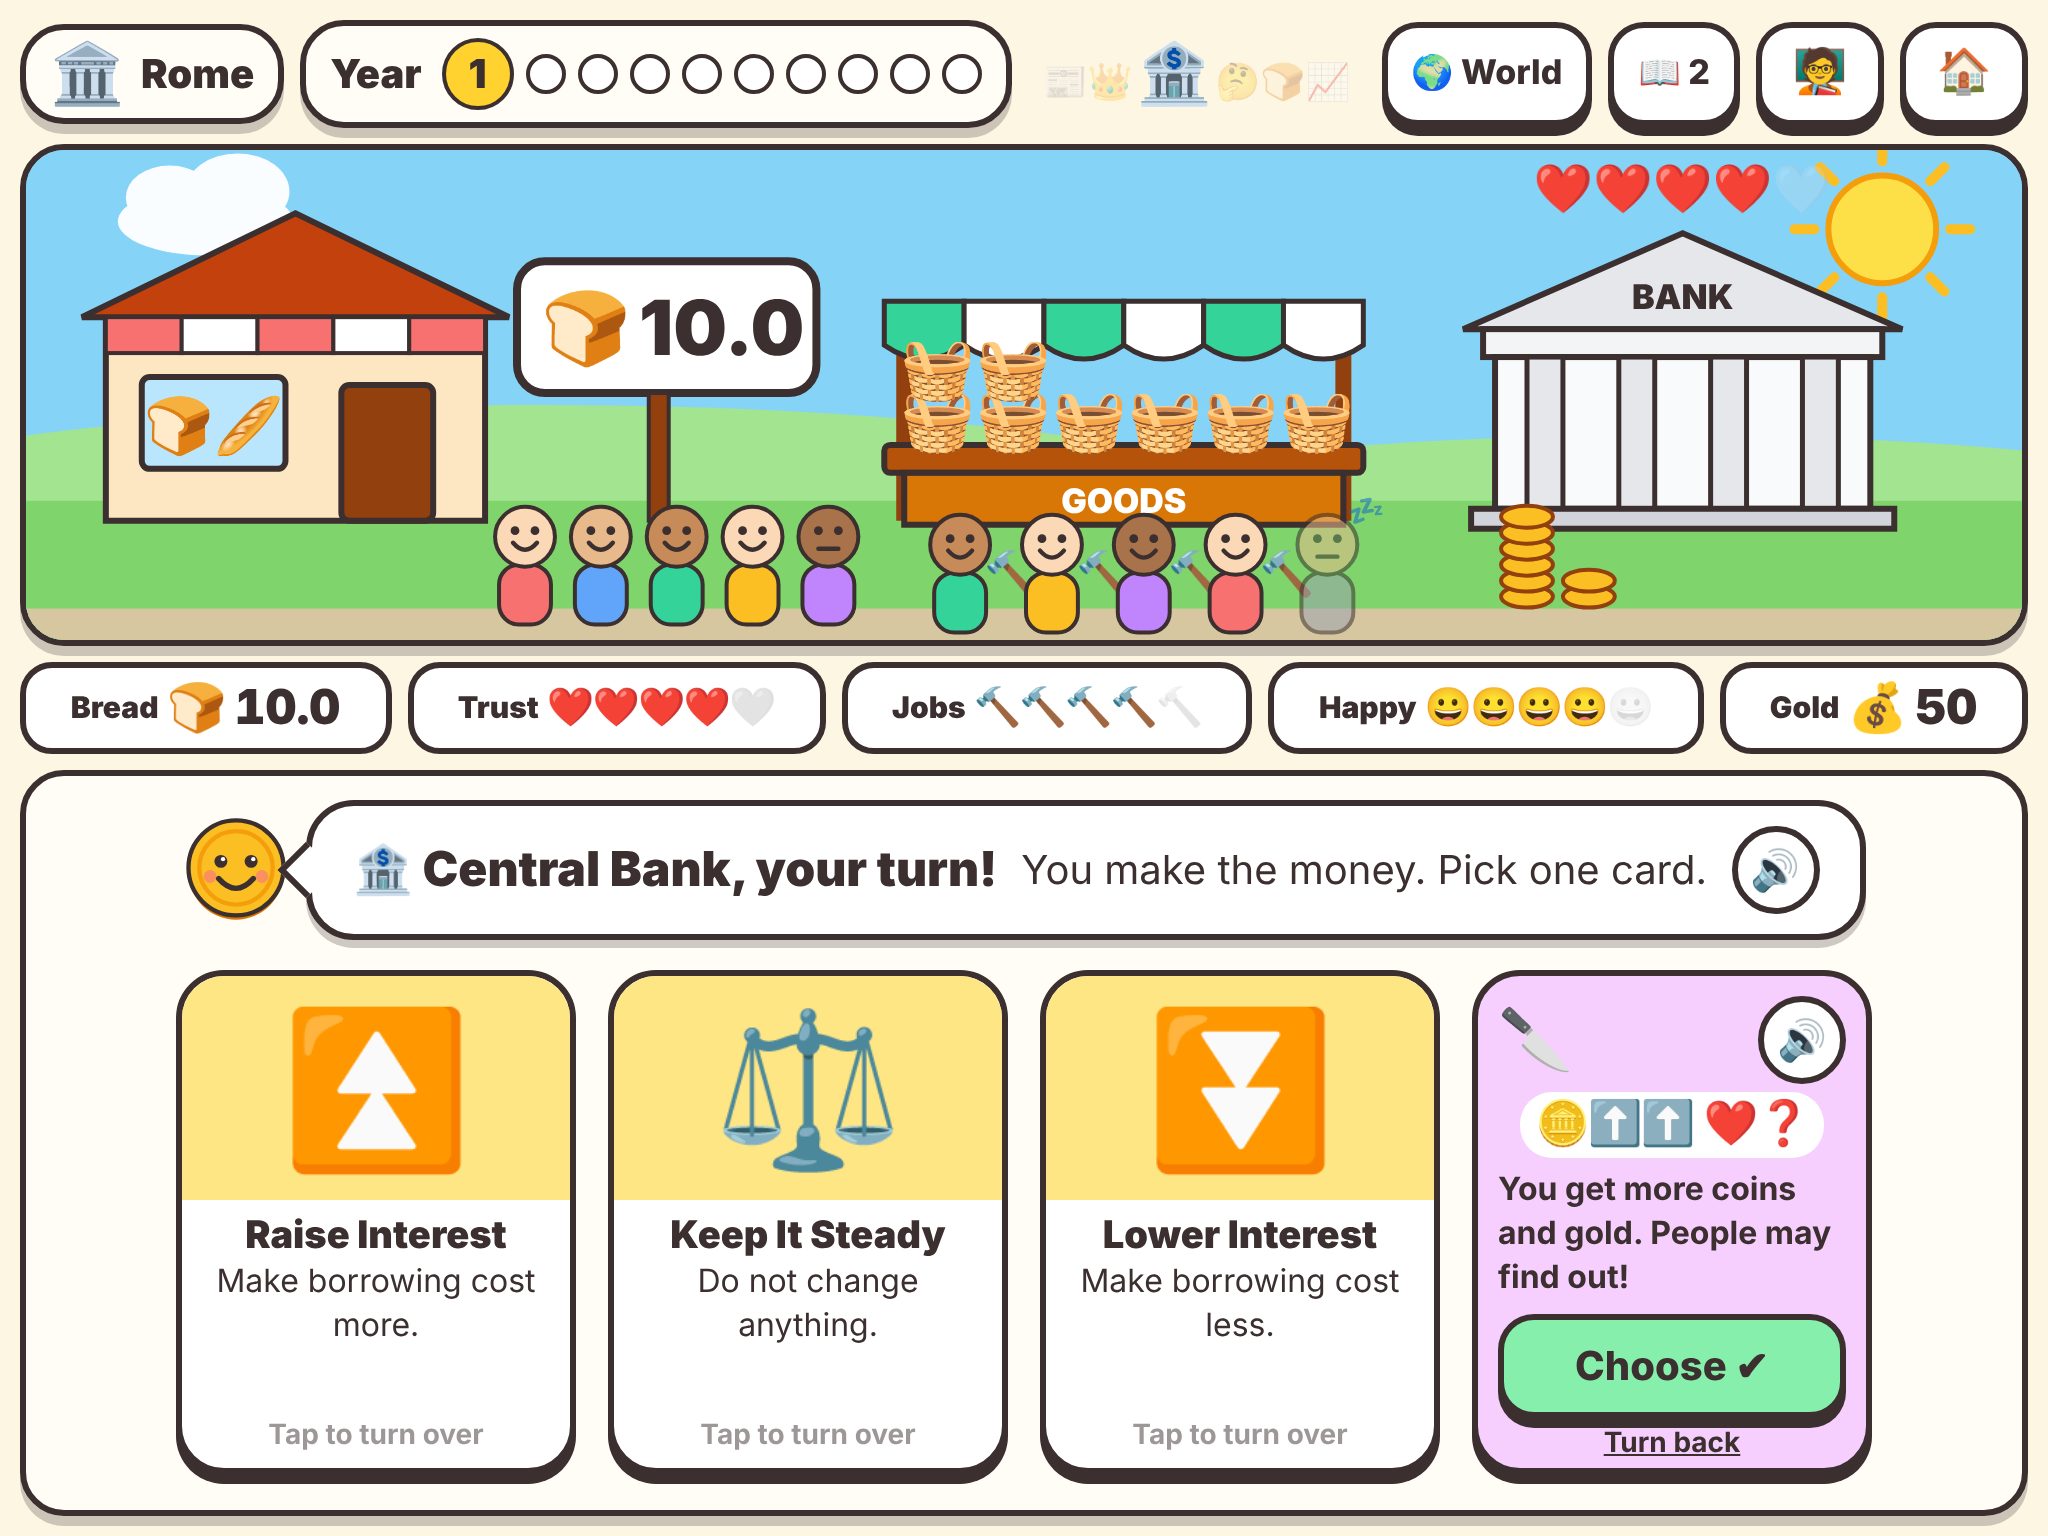 Rome
Year 1
World
2
10.0
BANK
GOODS
zzz
Bread 10.0
Trust
Jobs
Happy
Gold 50
Central Bank, your turn! You make the money. Pick one card.
Raise Interest
Make borrowing cost
more.
Tap to turn over
Keep It Steady
Do not change
anything.
Tap to turn over
Lower Interest
Make borrowing cost
less.
Tap to turn over
You get more coins
and gold. People may
find out!
Choose ✔
Turn back